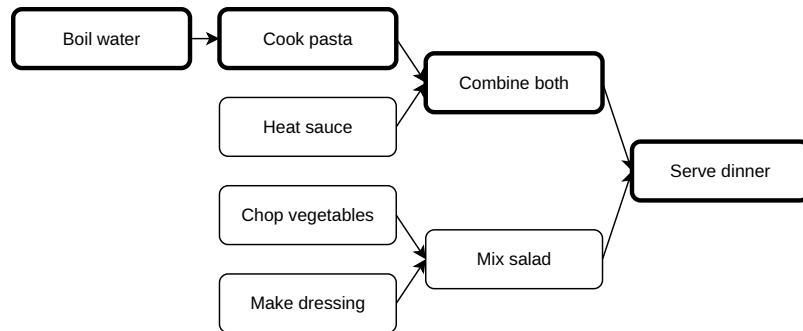 Boil water
Cook pasta
Combine both
Heat sauce
Serve dinner
Chop vegetables
Mix salad
Make dressing